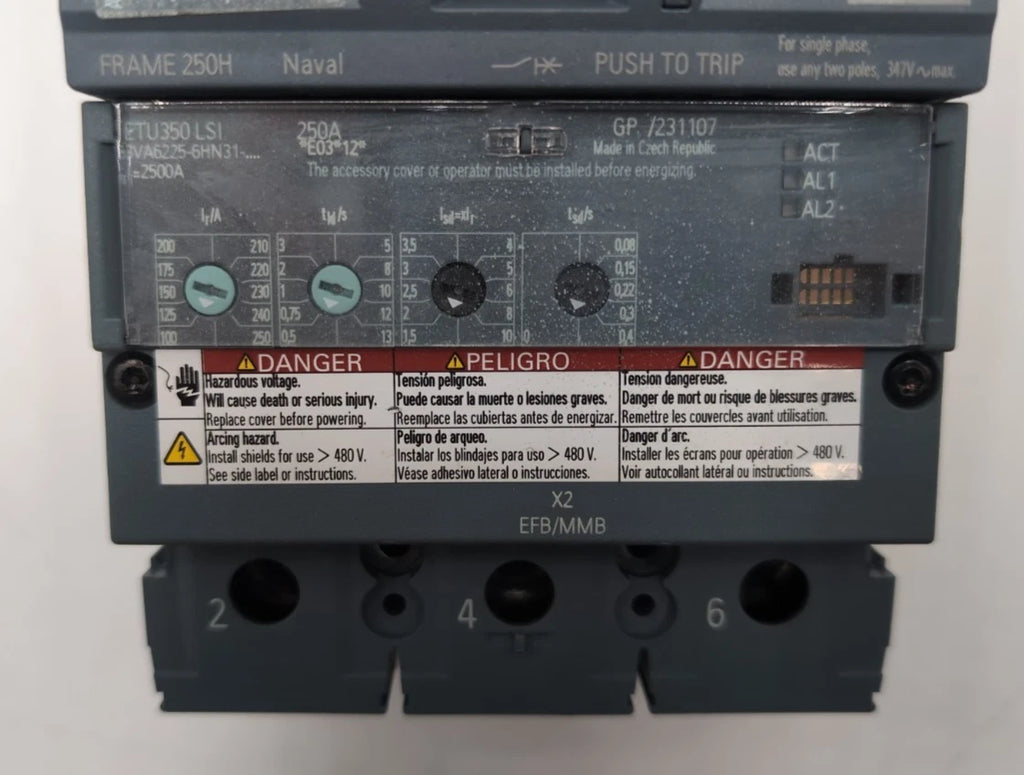 FRAME 250H Naval PUSH TO TRIP
For single phase,
use any two poles, 347V~max.
ETU350 LSI 250A GP. /231107
3VA6225-6HN31-.... *E03*12* Made in Czech Republic
=2500A The accessory cover or operator must be installed before energizing.
ACT
AL1
AL2
Ir/A tsd/s Isd=xIr tsd/s
200 210 3 5 3,5 4 0,08
175 220 2 8 3 5 0,15
150 230 1 10 2,5 6 0,22
125 240 0,75 12 2 8 0,3
100 250 0,5 13 1,5 10 0 0,4
DANGER
Hazardous voltage.
Will cause death or serious injury.
Replace cover before powering.
Arcing hazard.
Install shields for use > 480 V.
See side label or instructions.
PELIGRO
Tensión peligrosa.
Puede causar la muerte o lesiones graves.
Reemplace las cubiertas antes de energizar.
Peligro de arqueo.
Instalar los blindajes para uso > 480 V.
Véase adhesivo lateral o instrucciones.
DANGER
Tension dangereuse.
Danger de mort ou risque de blessures graves.
Remettre les couvercles avant utilisation.
Danger d'arc.
Installer les écrans pour opération > 480 V.
Voir autocollant latéral ou instructions.
X2
EFB/MMB
2 4 6